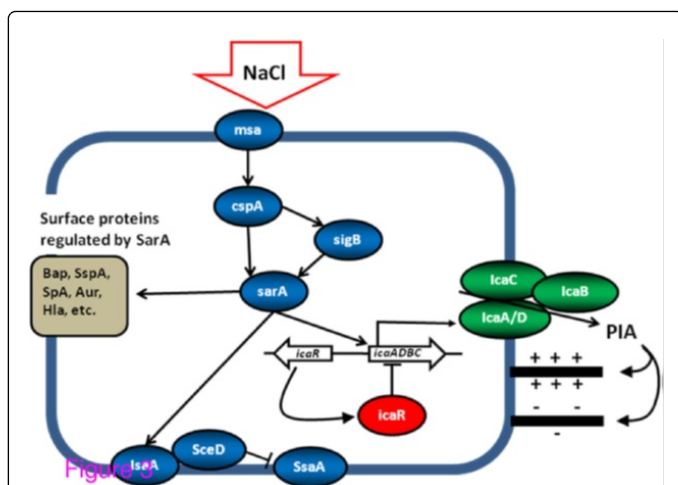 NaCl
msa
cspA
Surface proteins
regulated by SarA
sigB
Bap, SspA,
SpA, Aur,
Hla, etc.
sarA
IcaC
IcaB
IcaA/D
PIA
icaR
icaADBC
+ + +
+ + +
icaR
- -
-
SceD
IsaA
SsaA
Figure 3